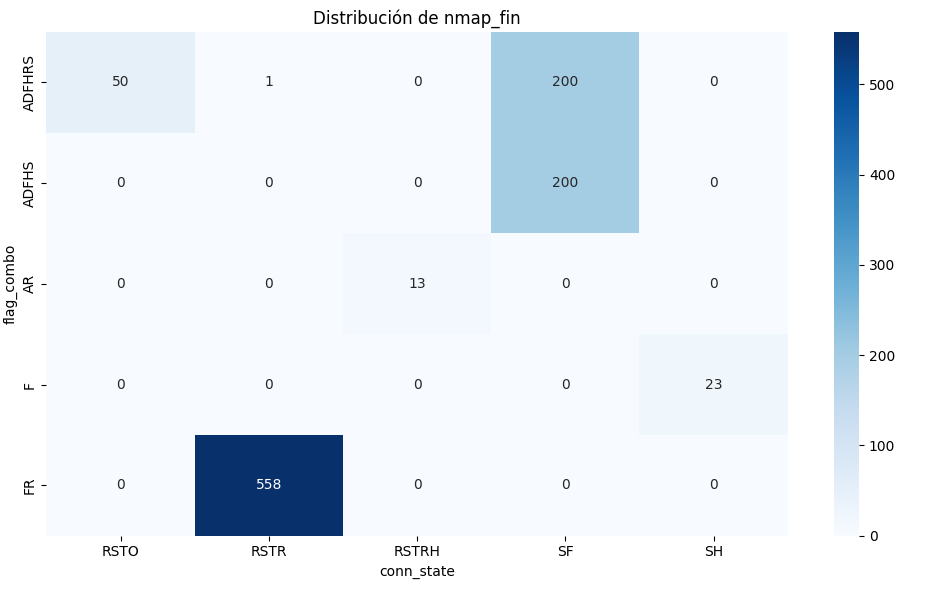 Distribución de nmap_fin
ADFHRS 50 1 0 200 0
ADFHS 0 0 0 200 0
AR 0 0 13 0 0
F 0 0 0 0 23
FR 0 558 0 0 0
RSTO RSTR RSTRH SF SH
conn_state
flag_combo
500
400
300
200
100
0